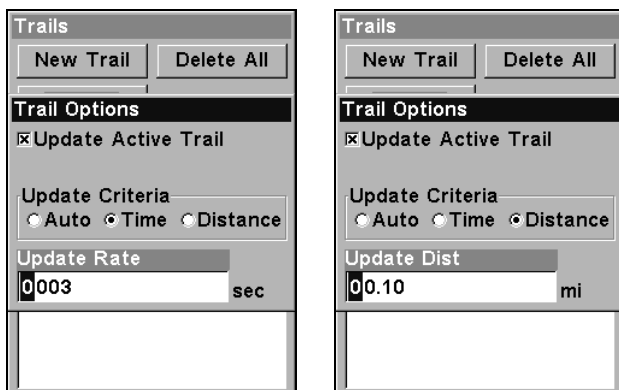 Trails
New Trail Delete All
Trail Options
Update Active Trail
Update Criteria
Auto Time Distance
Update Rate
0003 sec
Trails
New Trail Delete All
Trail Options
Update Active Trail
Update Criteria
Auto Time Distance
Update Dist
00.10 mi